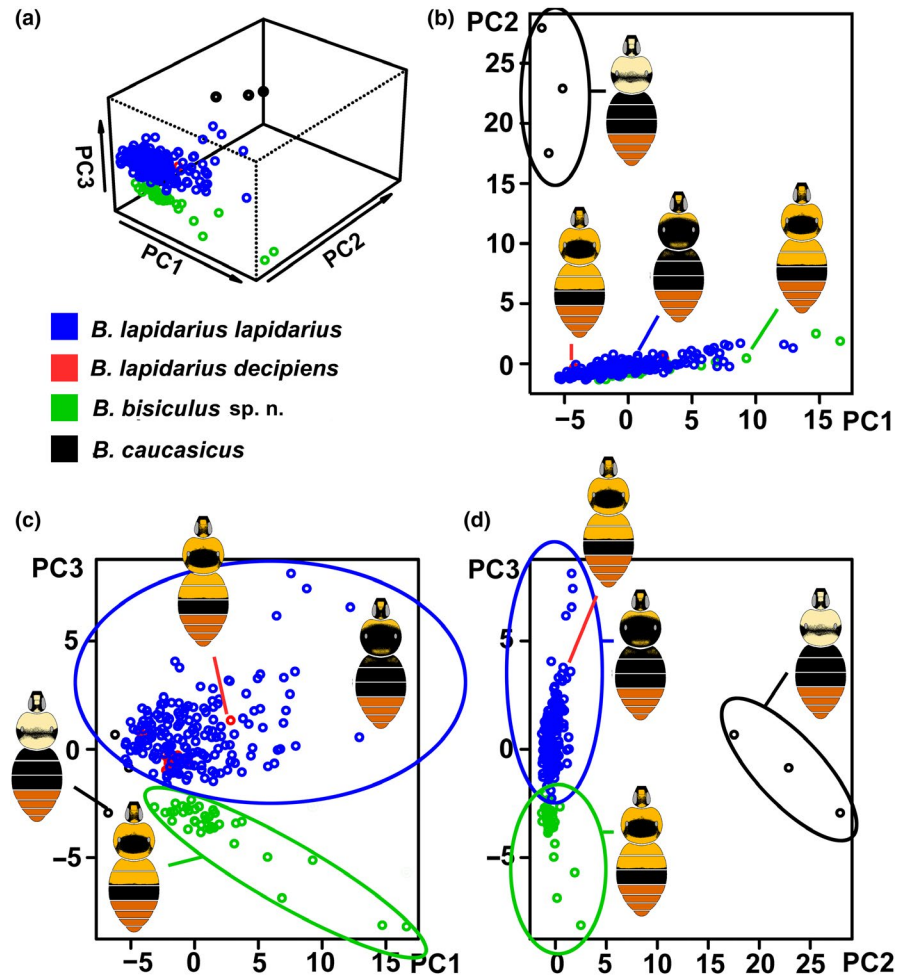 (a)
PC3
PC1
PC2
B. lapidarius lapidarius
B. lapidarius decipiens
B. bisiculus sp. n.
B. caucasicus
(b)
PC2
25
20
15
10
5
0
−5 0 5 10 15 PC1
(c)
PC3
5
0
−5
−5 0 5 10 15 PC1
(d)
PC3
5
0
−5
0 5 10 15 20 25 PC2